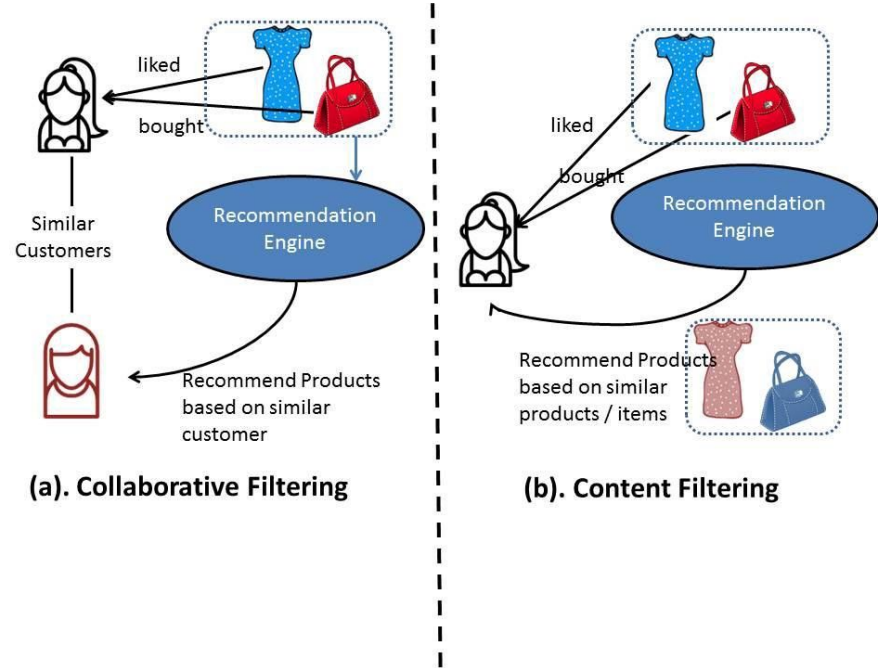 liked
bought
Similar
Customers
Recommendation
Engine
Recommend Products
based on similar
customer
(a). Collaborative Filtering
liked
bought
Recommendation
Engine
Recommend Products
based on similar
products / items
(b). Content Filtering